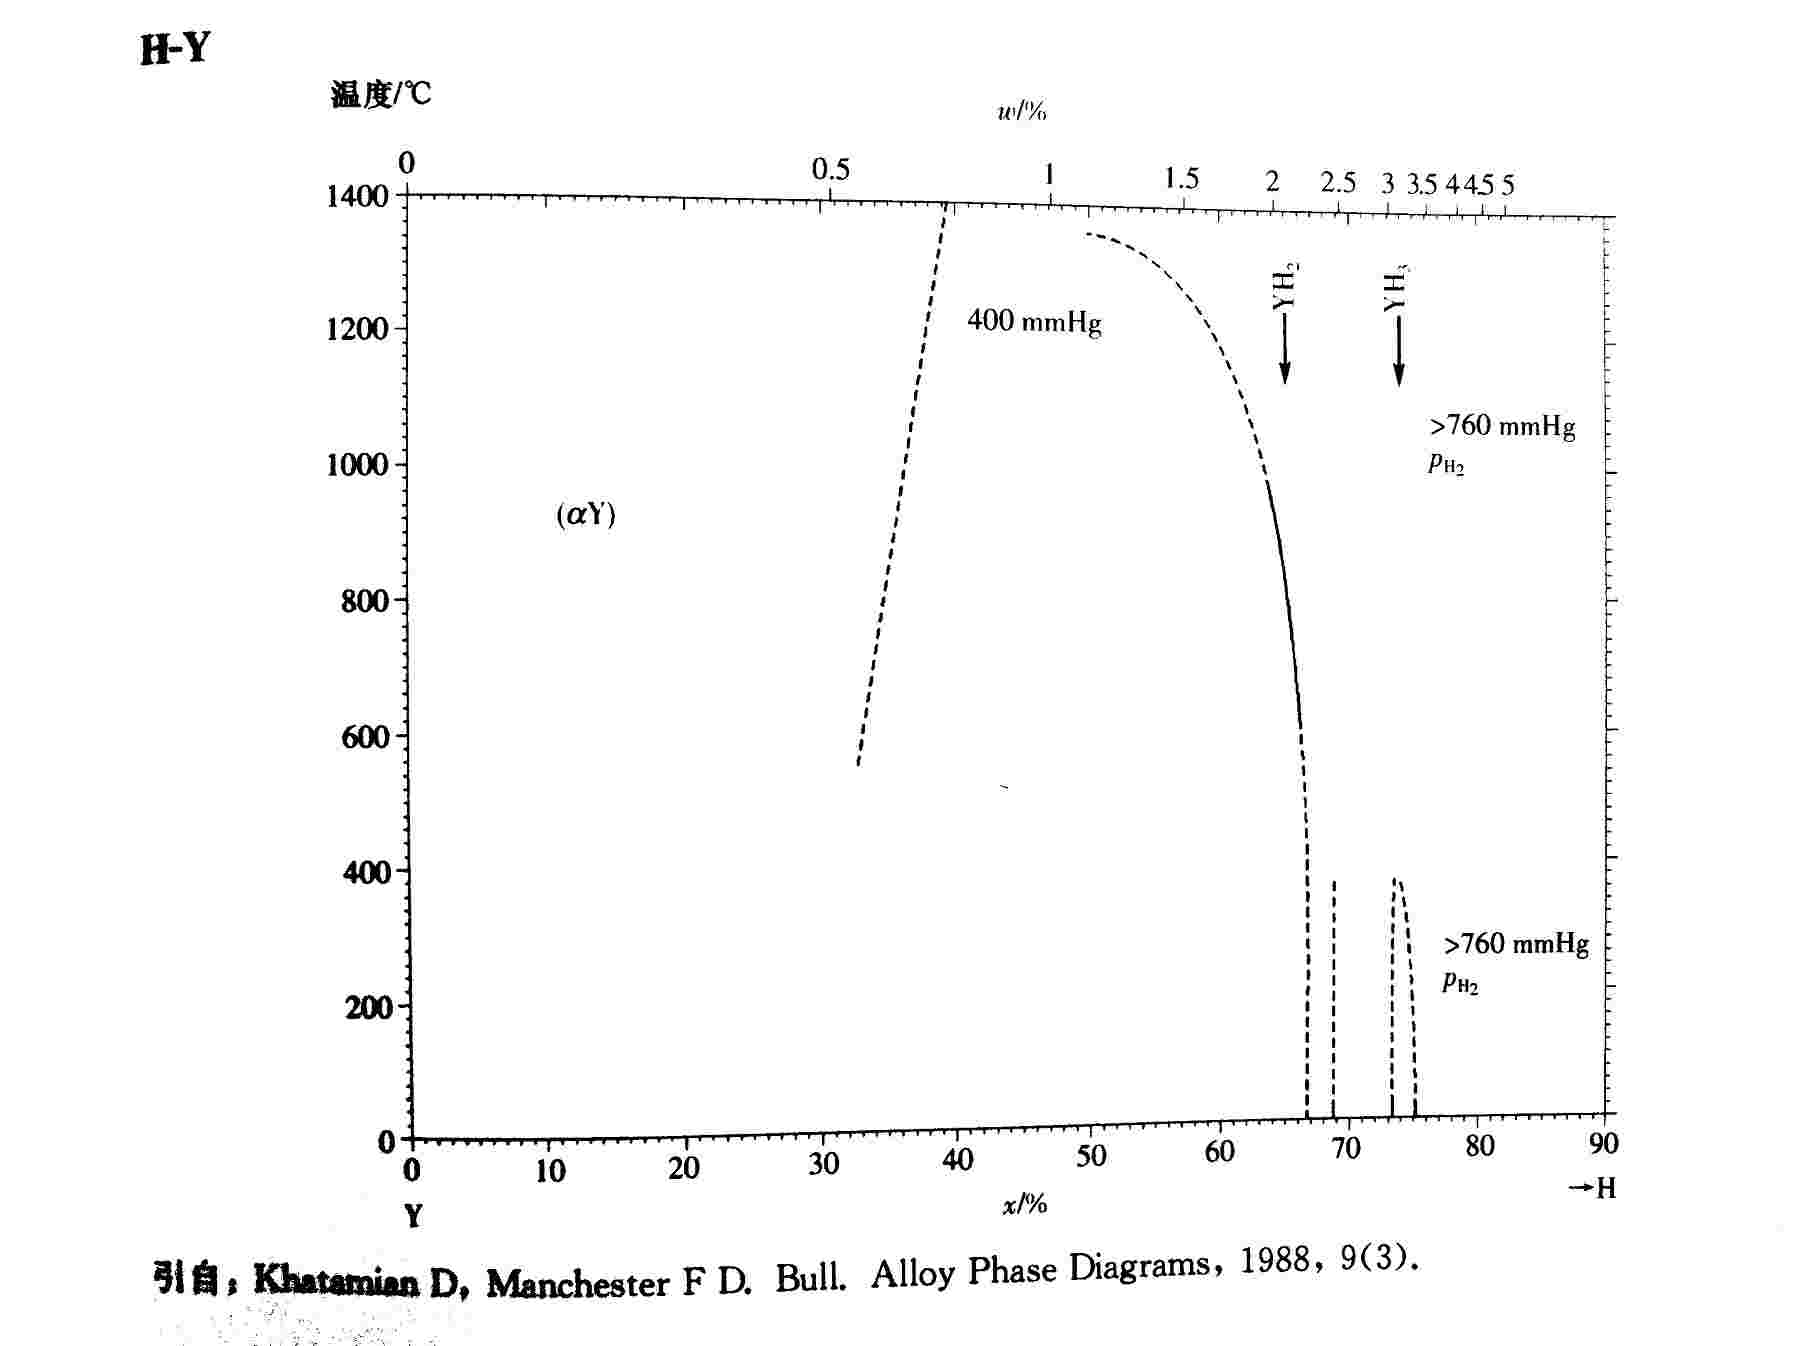 H-Y
温度/℃
w/%
0 0.5 1 1.5 2 2.5 3 3.5 4 4.5 5
1400
1200
1000
800
600
400
200
0
YH₂
YH₃
400 mmHg
>760 mmHg
pH₂
(αY)
>760 mmHg
pH₂
0 10 20 30 40 50 60 70 80 90
Y
x/%
→H
引自: Khatamian D, Manchester F D. Bull. Alloy Phase Diagrams, 1988, 9(3).